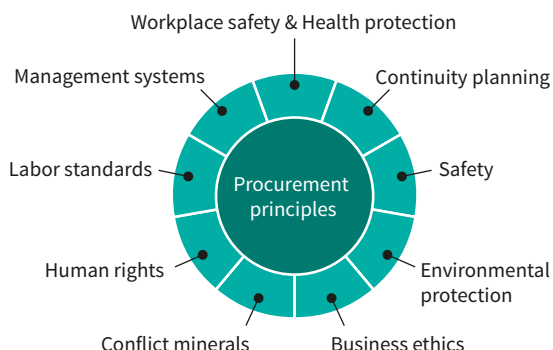 Workplace safety & Health protection
Management systems
Continuity planning
Labor standards
Procurement
principles
Safety
Human rights
Environmental
protection
Conflict minerals
Business ethics